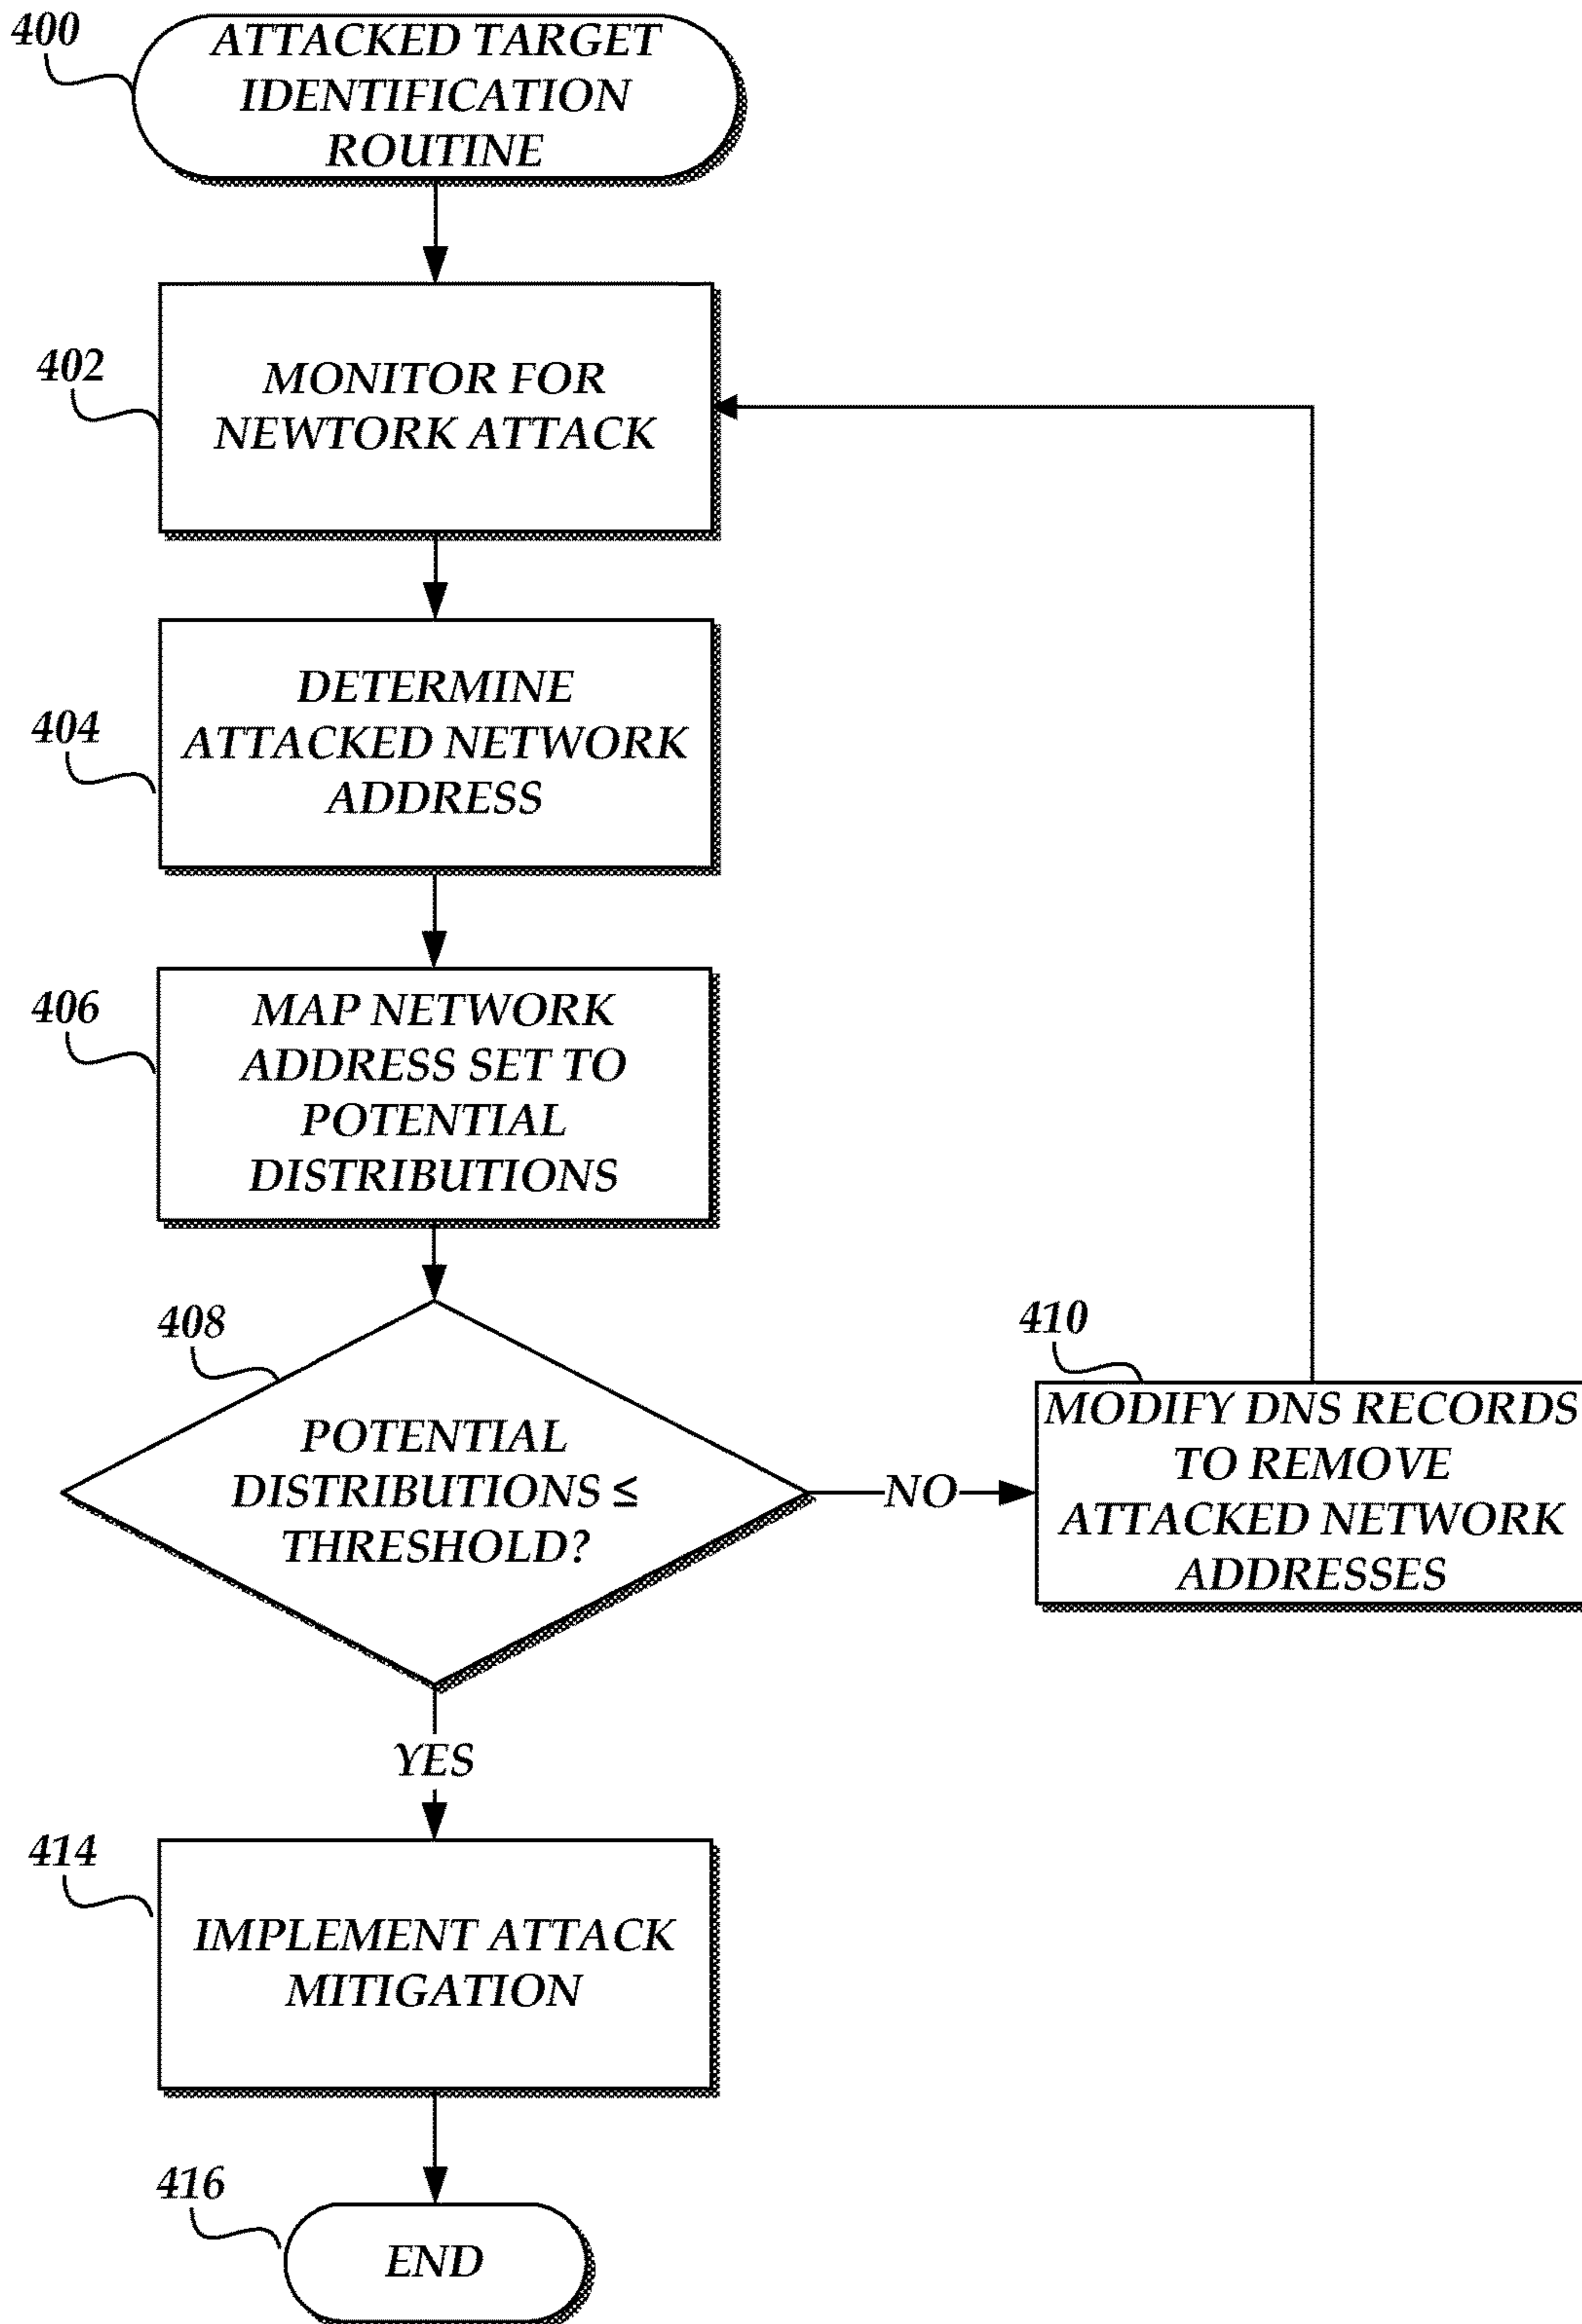 400
ATTACKED TARGET
IDENTIFICATION
ROUTINE
402
MONITOR FOR
NEWTORK ATTACK
404
DETERMINE
ATTACKED NETWORK
ADDRESS
406
MAP NETWORK
ADDRESS SET TO
POTENTIAL
DISTRIBUTIONS
408
POTENTIAL
DISTRIBUTIONS ≤
THRESHOLD?
NO
410
MODIFY DNS RECORDS
TO REMOVE
ATTACKED NETWORK
ADDRESSES
YES
414
IMPLEMENT ATTACK
MITIGATION
416
END